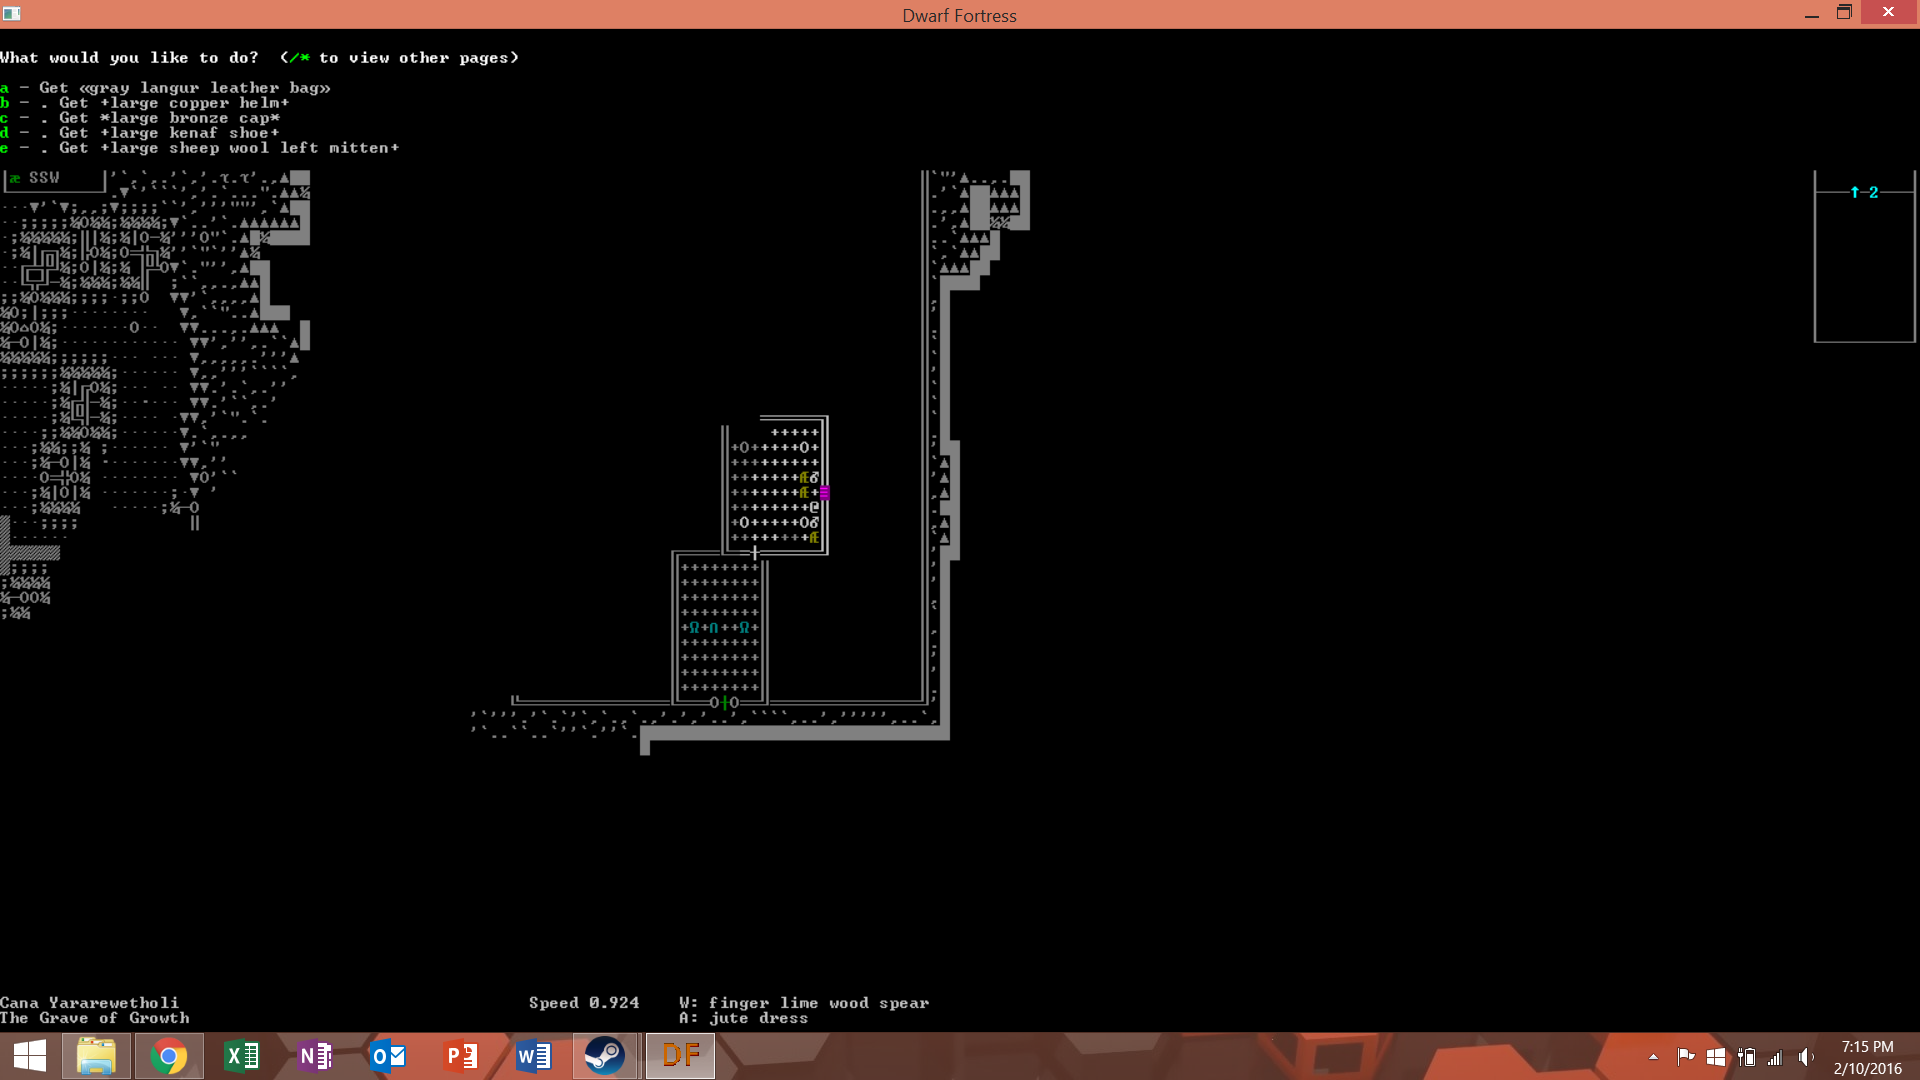 Dwarf Fortress
What would you like to do?  (/* to view other pages)
a - Get «gray langur leather bag»
b - . Get +large copper helm+
c - . Get *large bronze cap*
d - . Get +large kenaf shoe+
e - . Get +large sheep wool left mitten+
æ SSW
↑ 2
Cana Yararewetholi
Speed 0.924
W: finger lime wood spear
The Grave of Growth
A: jute dress
DF
7:15 PM
2/10/2016